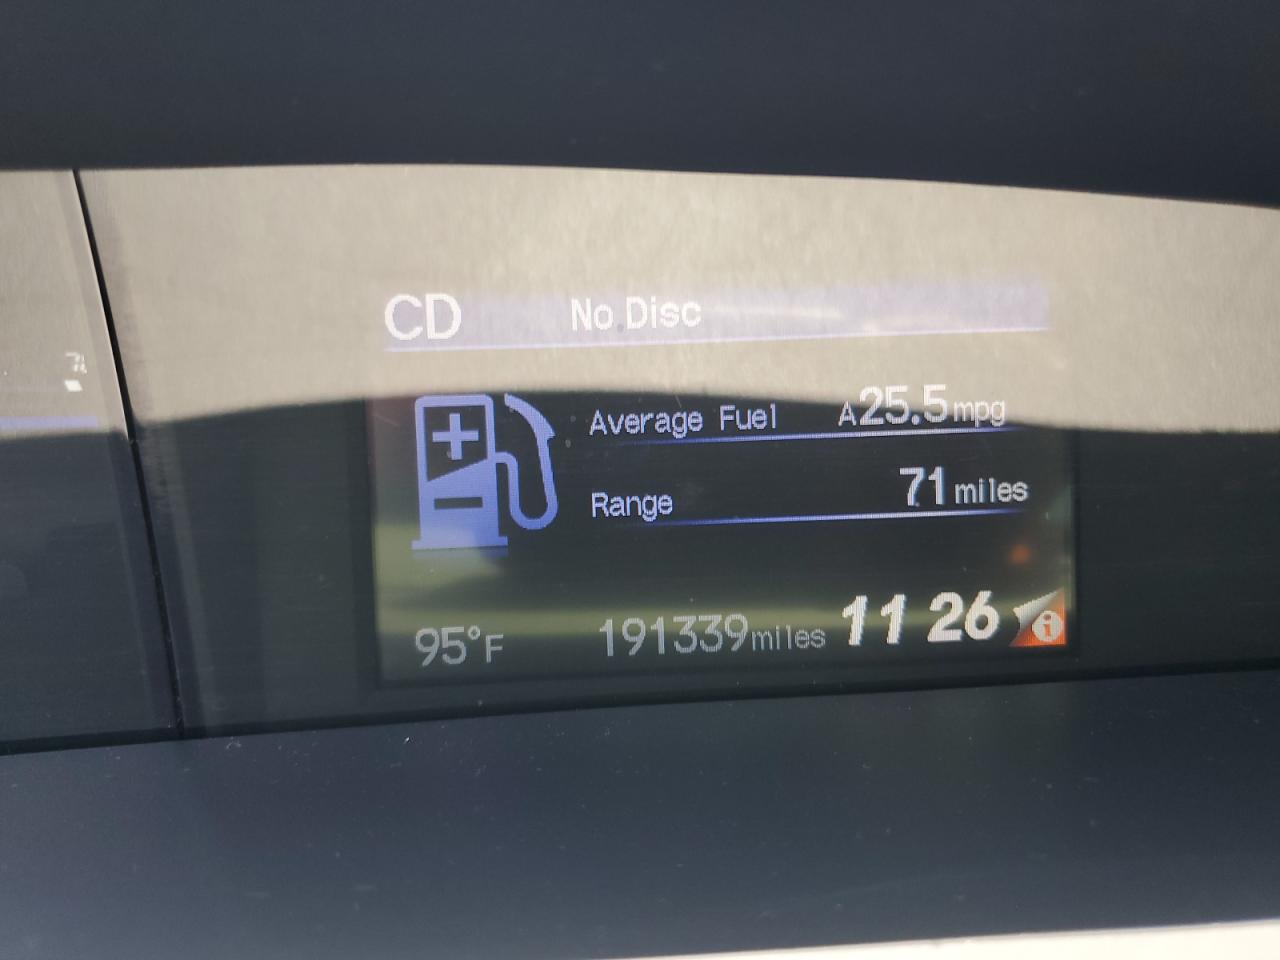 CD No Disc
Average Fuel A25.5mpg
Range 71 miles
95°F 191339miles 11 26 i